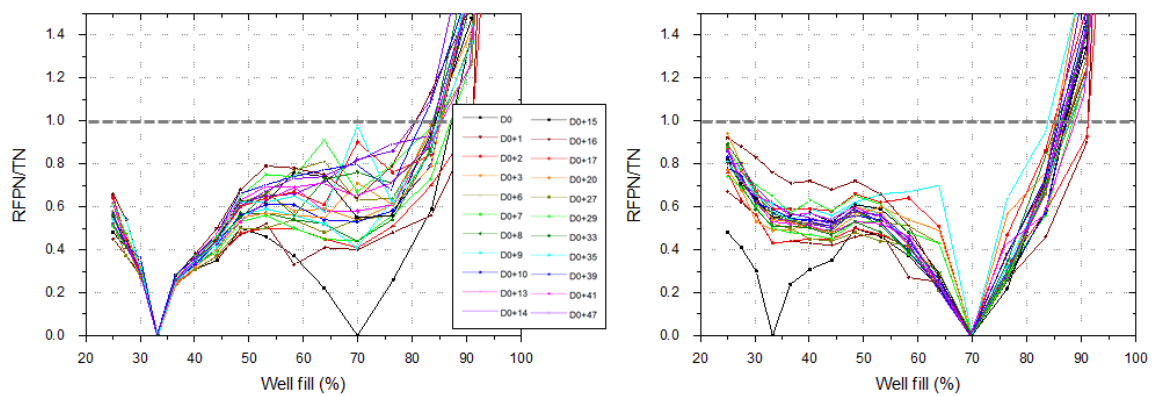 1.4
1.2
1.0
0.8
0.6
0.4
0.2
0.0
RFPN/TN
20 30 40 50 60 70 80 90 100
Well fill (%)
D0 D0+15
D0+1 D0+16
D0+2 D0+17
D0+3 D0+20
D0+6 D0+27
D0+7 D0+29
D0+8 D0+33
D0+9 D0+35
D0+10 D0+39
D0+13 D0+41
D0+14 D0+47
1.4
1.2
1.0
0.8
0.6
0.4
0.2
0.0
RFPN/TN
20 30 40 50 60 70 80 90 100
Well fill (%)